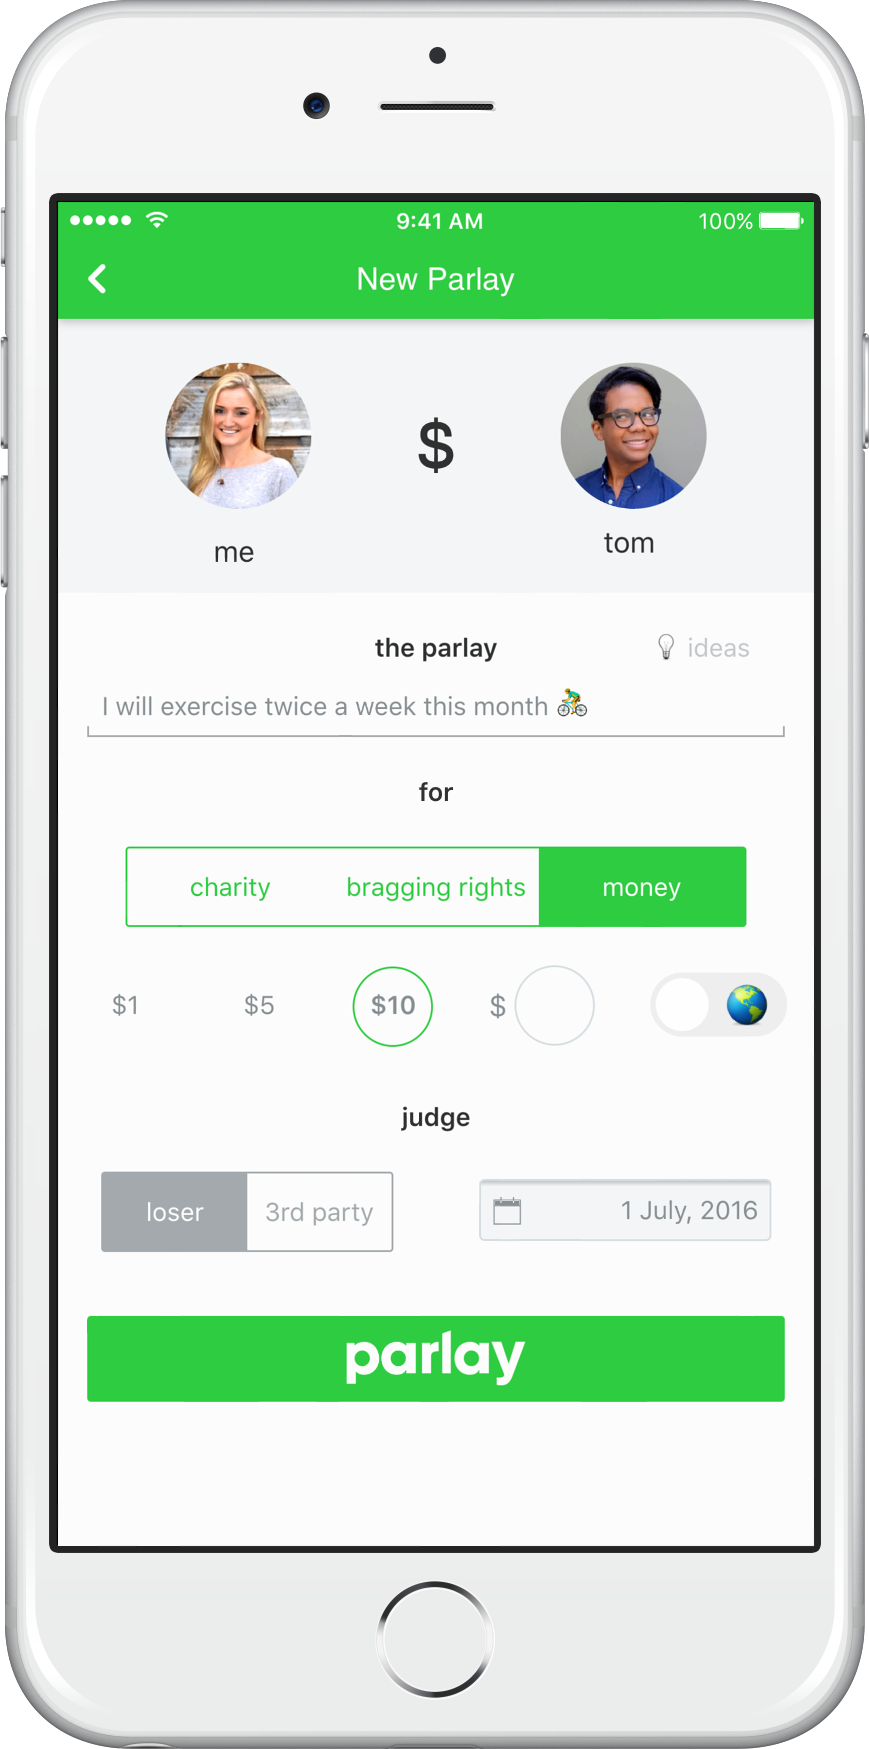 9:41 AM 100%
New Parlay
$
me tom
the parlay ideas
I will exercise twice a week this month
for
charity bragging rights money
$1 $5 $10 $
judge
loser 3rd party 1 July, 2016
parlay